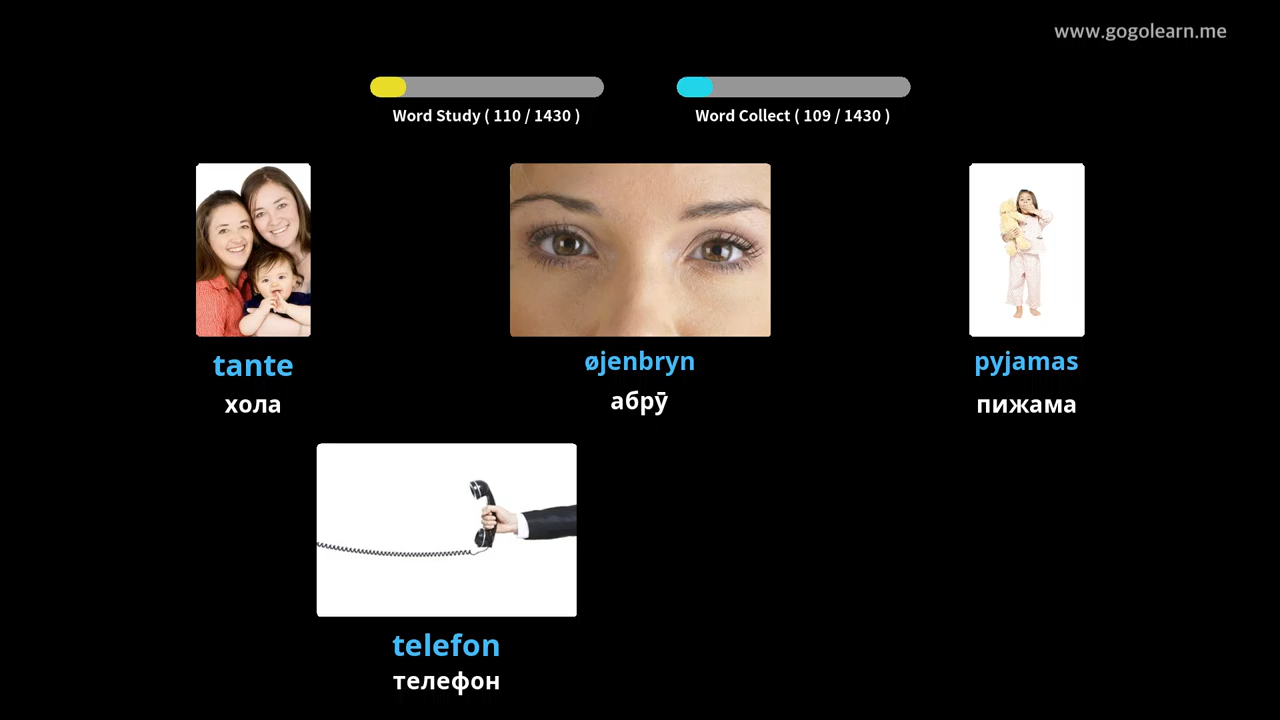 www.gogolearn.me
Word Study ( 110 / 1430 )
Word Collect ( 109 / 1430 )
tante
хола
øjenbryn
абрӯ
pyjamas
пижама
telefon
телефон